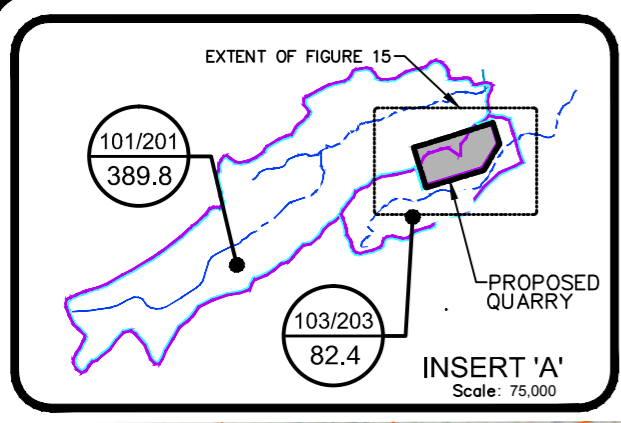 EXTENT OF FIGURE 15
101/201
389.8
PROPOSED
QUARRY
103/203
82.4
INSERT 'A'
Scale: 75,000